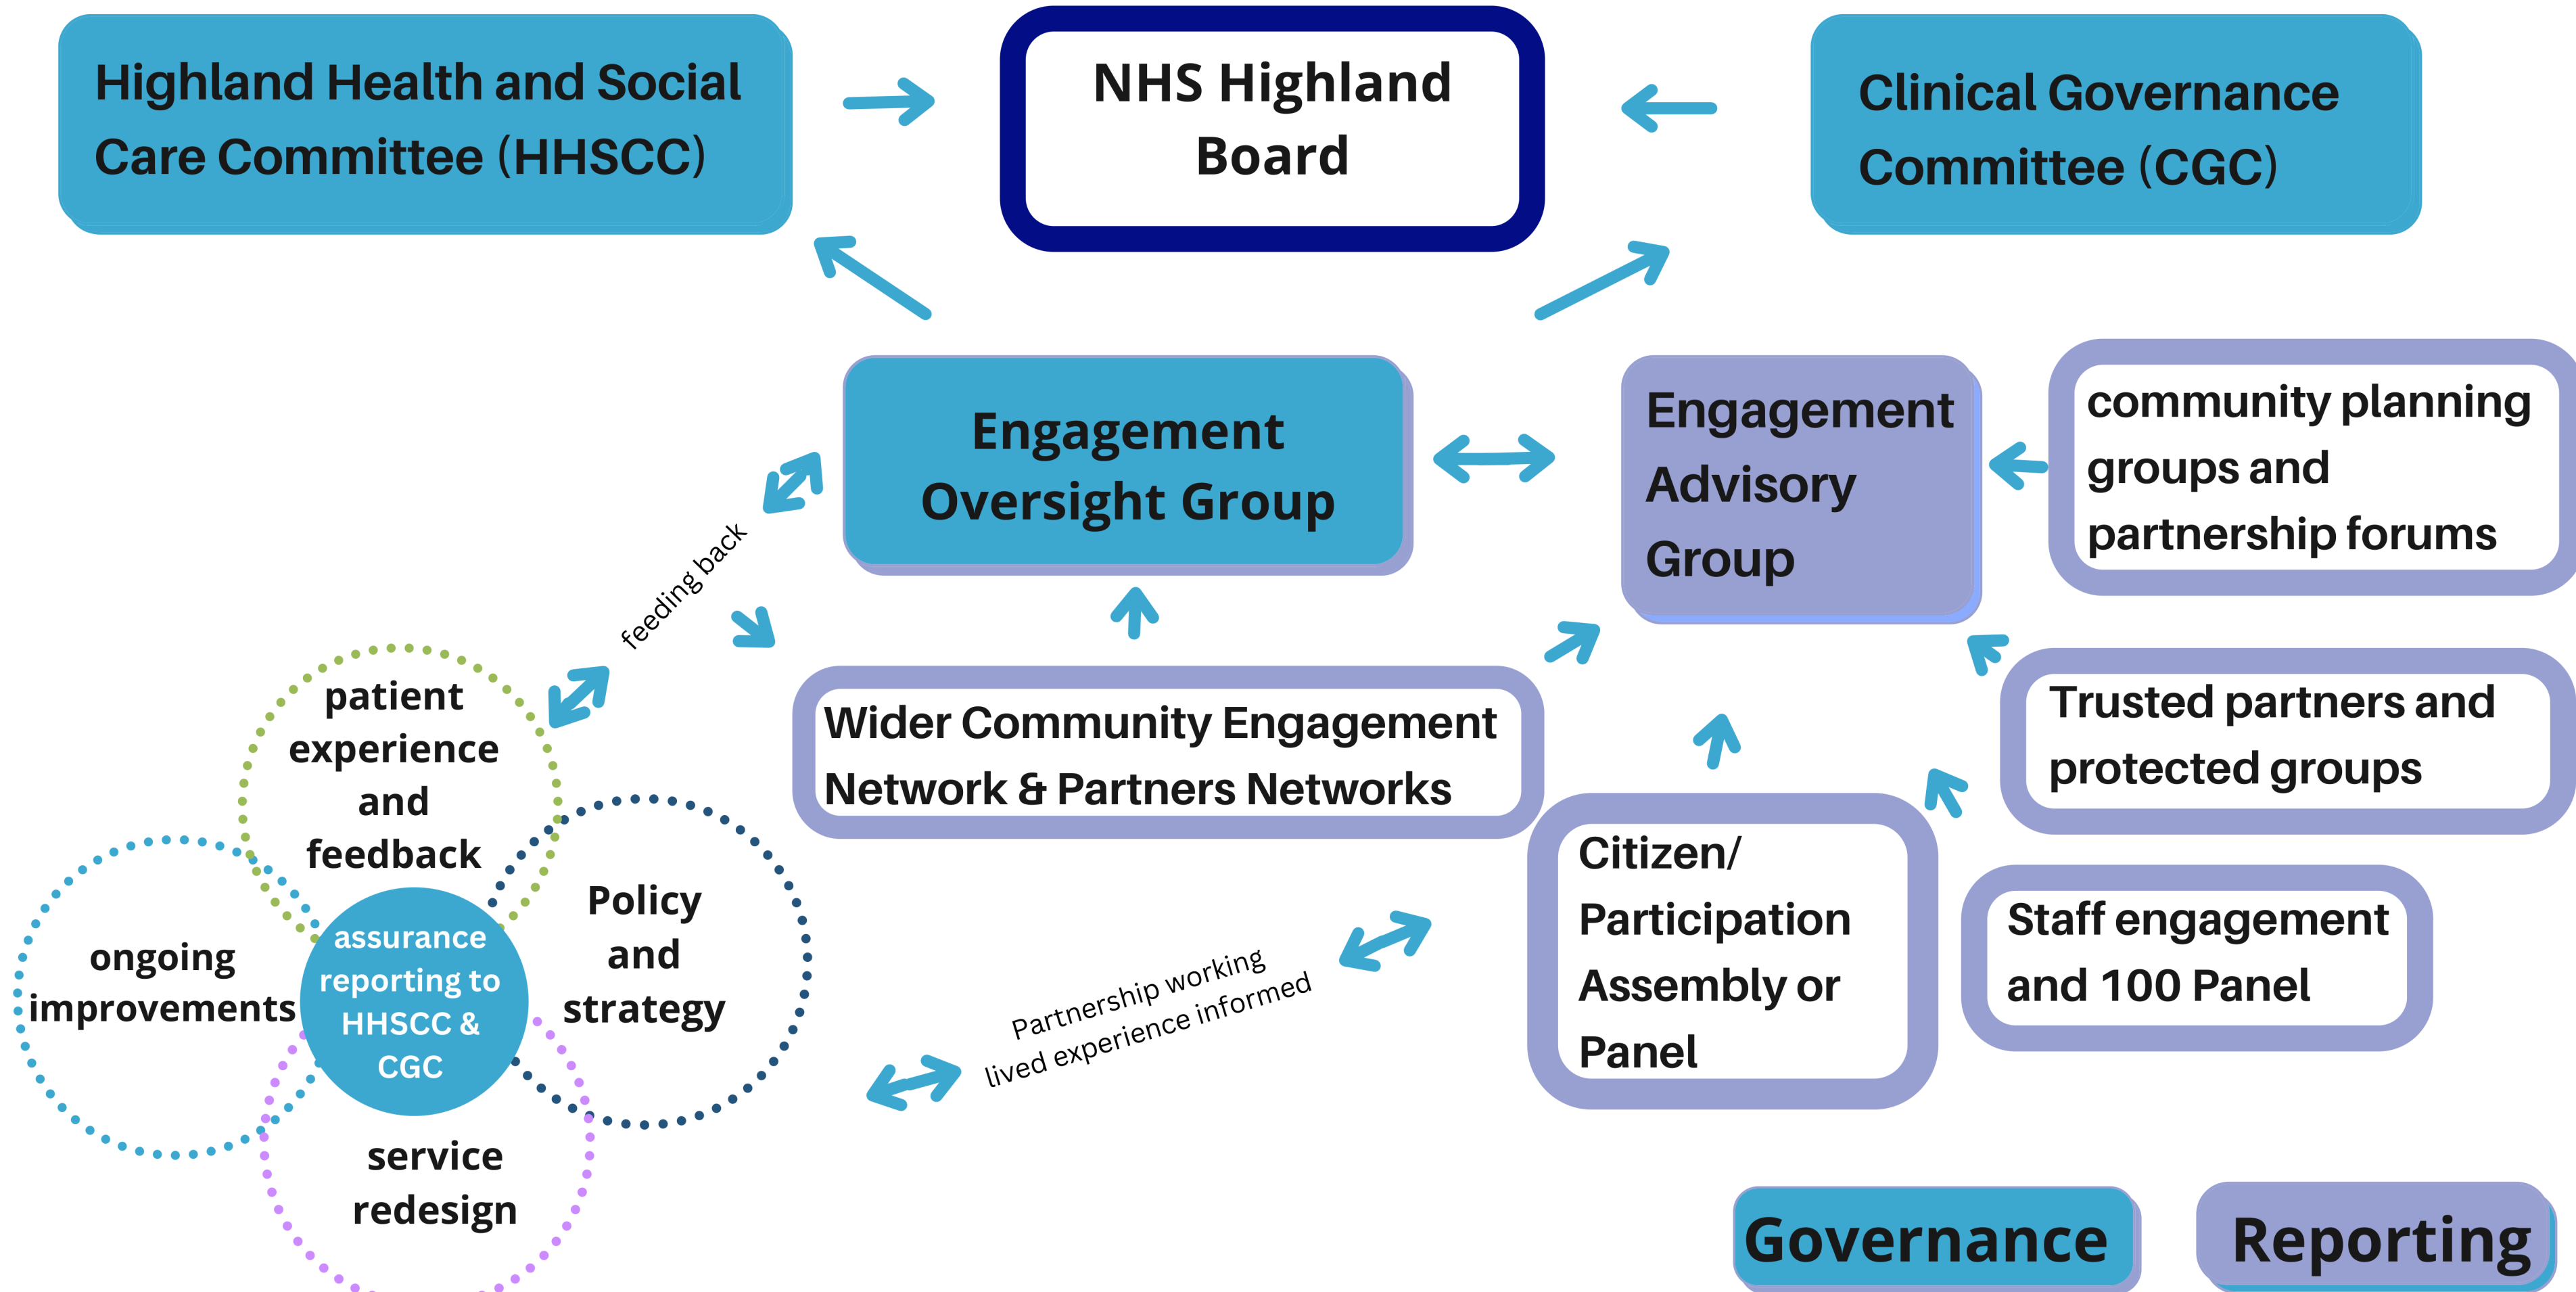 Highland Health and Social
Care Committee (HHSCC)
NHS Highland
Board
Clinical Governance
Committee (CGC)
Engagement
Oversight Group
Engagement
Advisory
Group
community planning
groups and
partnership forums
feeding back
Wider Community Engagement
Network & Partners Networks
Trusted partners and
protected groups
Citizen/
Participation
Assembly or
Panel
Staff engagement
and 100 Panel
patient
experience
and
feedback
Policy
and
strategy
ongoing
improvements
assurance
reporting to
HHSCC &
CGC
service
redesign
Partnership working
lived experience informed
Governance
Reporting